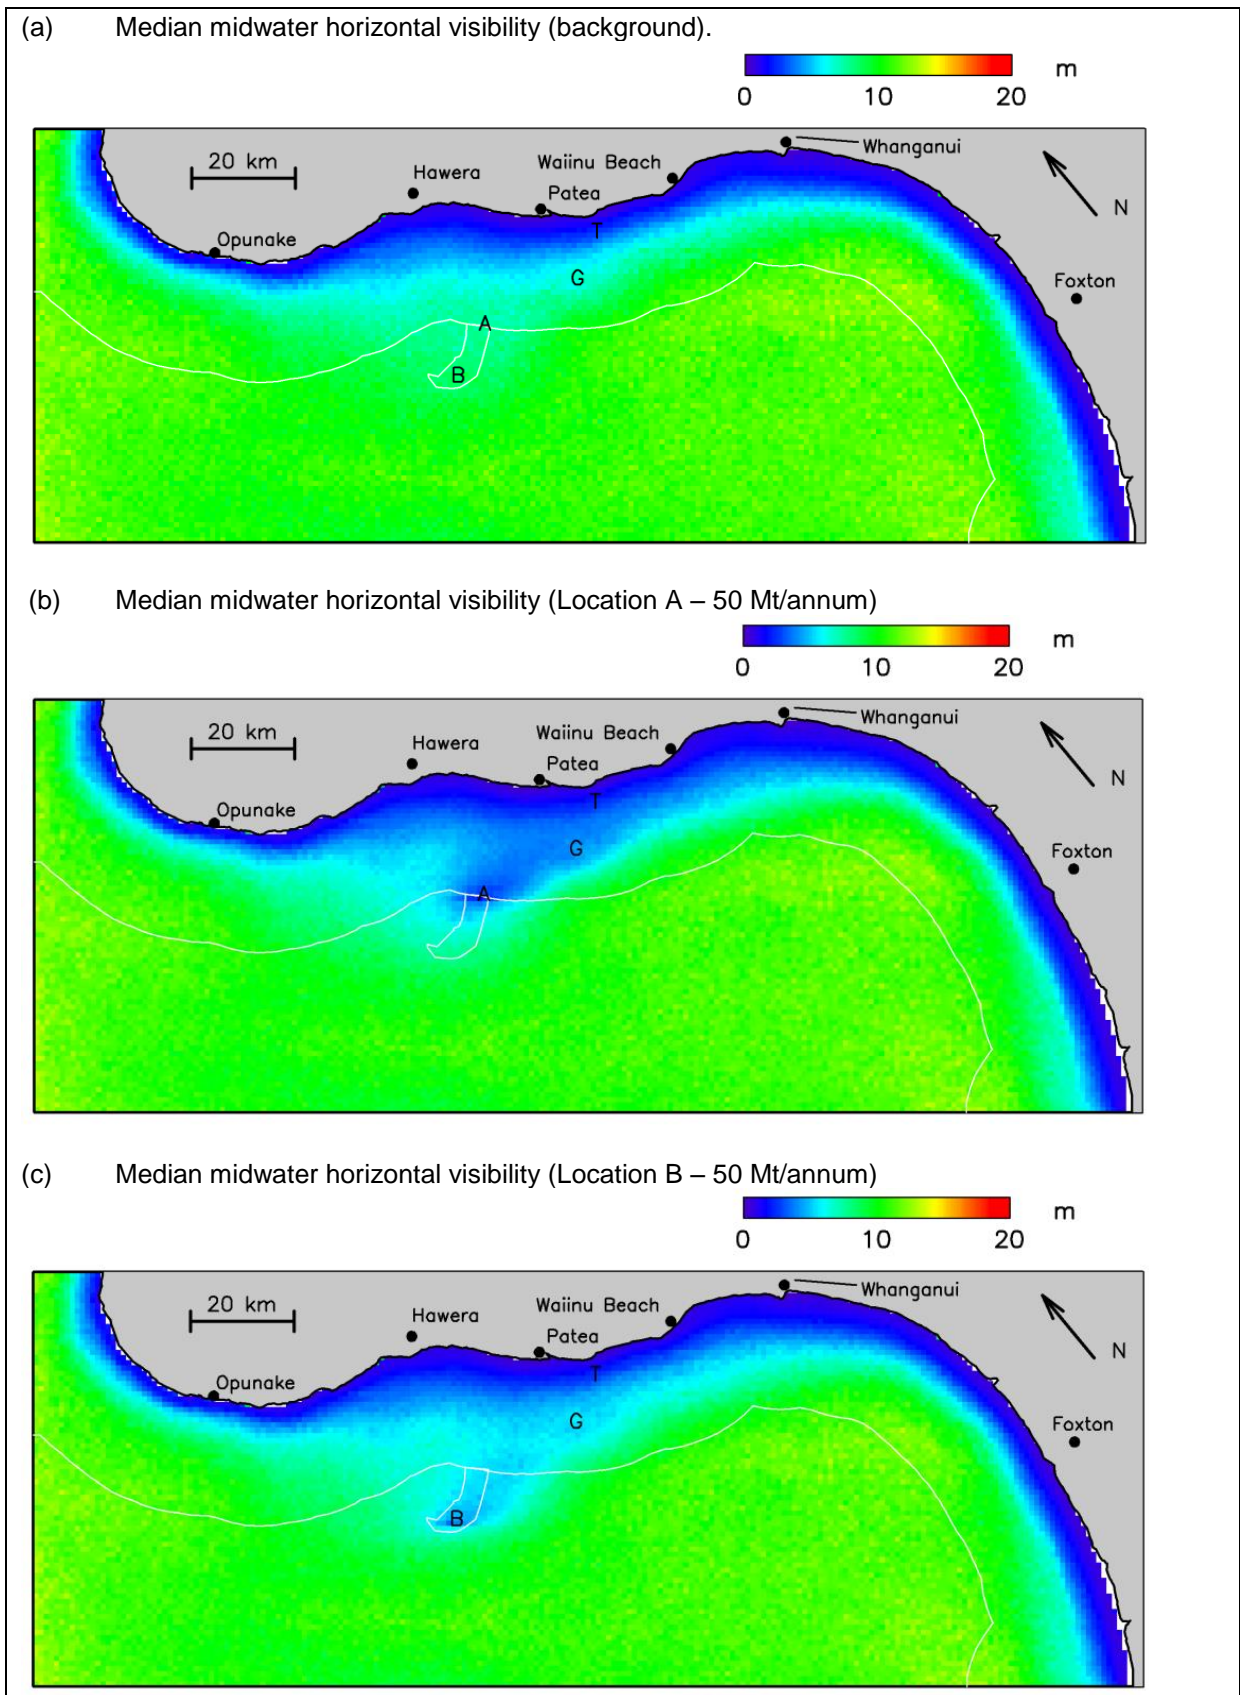 (a) Median midwater horizontal visibility (background).
m
0 10 20
20 km
Hawera
Waiinu Beach
Patea
Whanganui
N
Opunake
T
G
Foxton
A
B
(b) Median midwater horizontal visibility (Location A – 50 Mt/annum)
m
0 10 20
20 km
Hawera
Waiinu Beach
Patea
Whanganui
N
Opunake
T
G
Foxton
A
(c) Median midwater horizontal visibility (Location B – 50 Mt/annum)
m
0 10 20
20 km
Hawera
Waiinu Beach
Patea
Whanganui
N
Opunake
T
G
Foxton
B